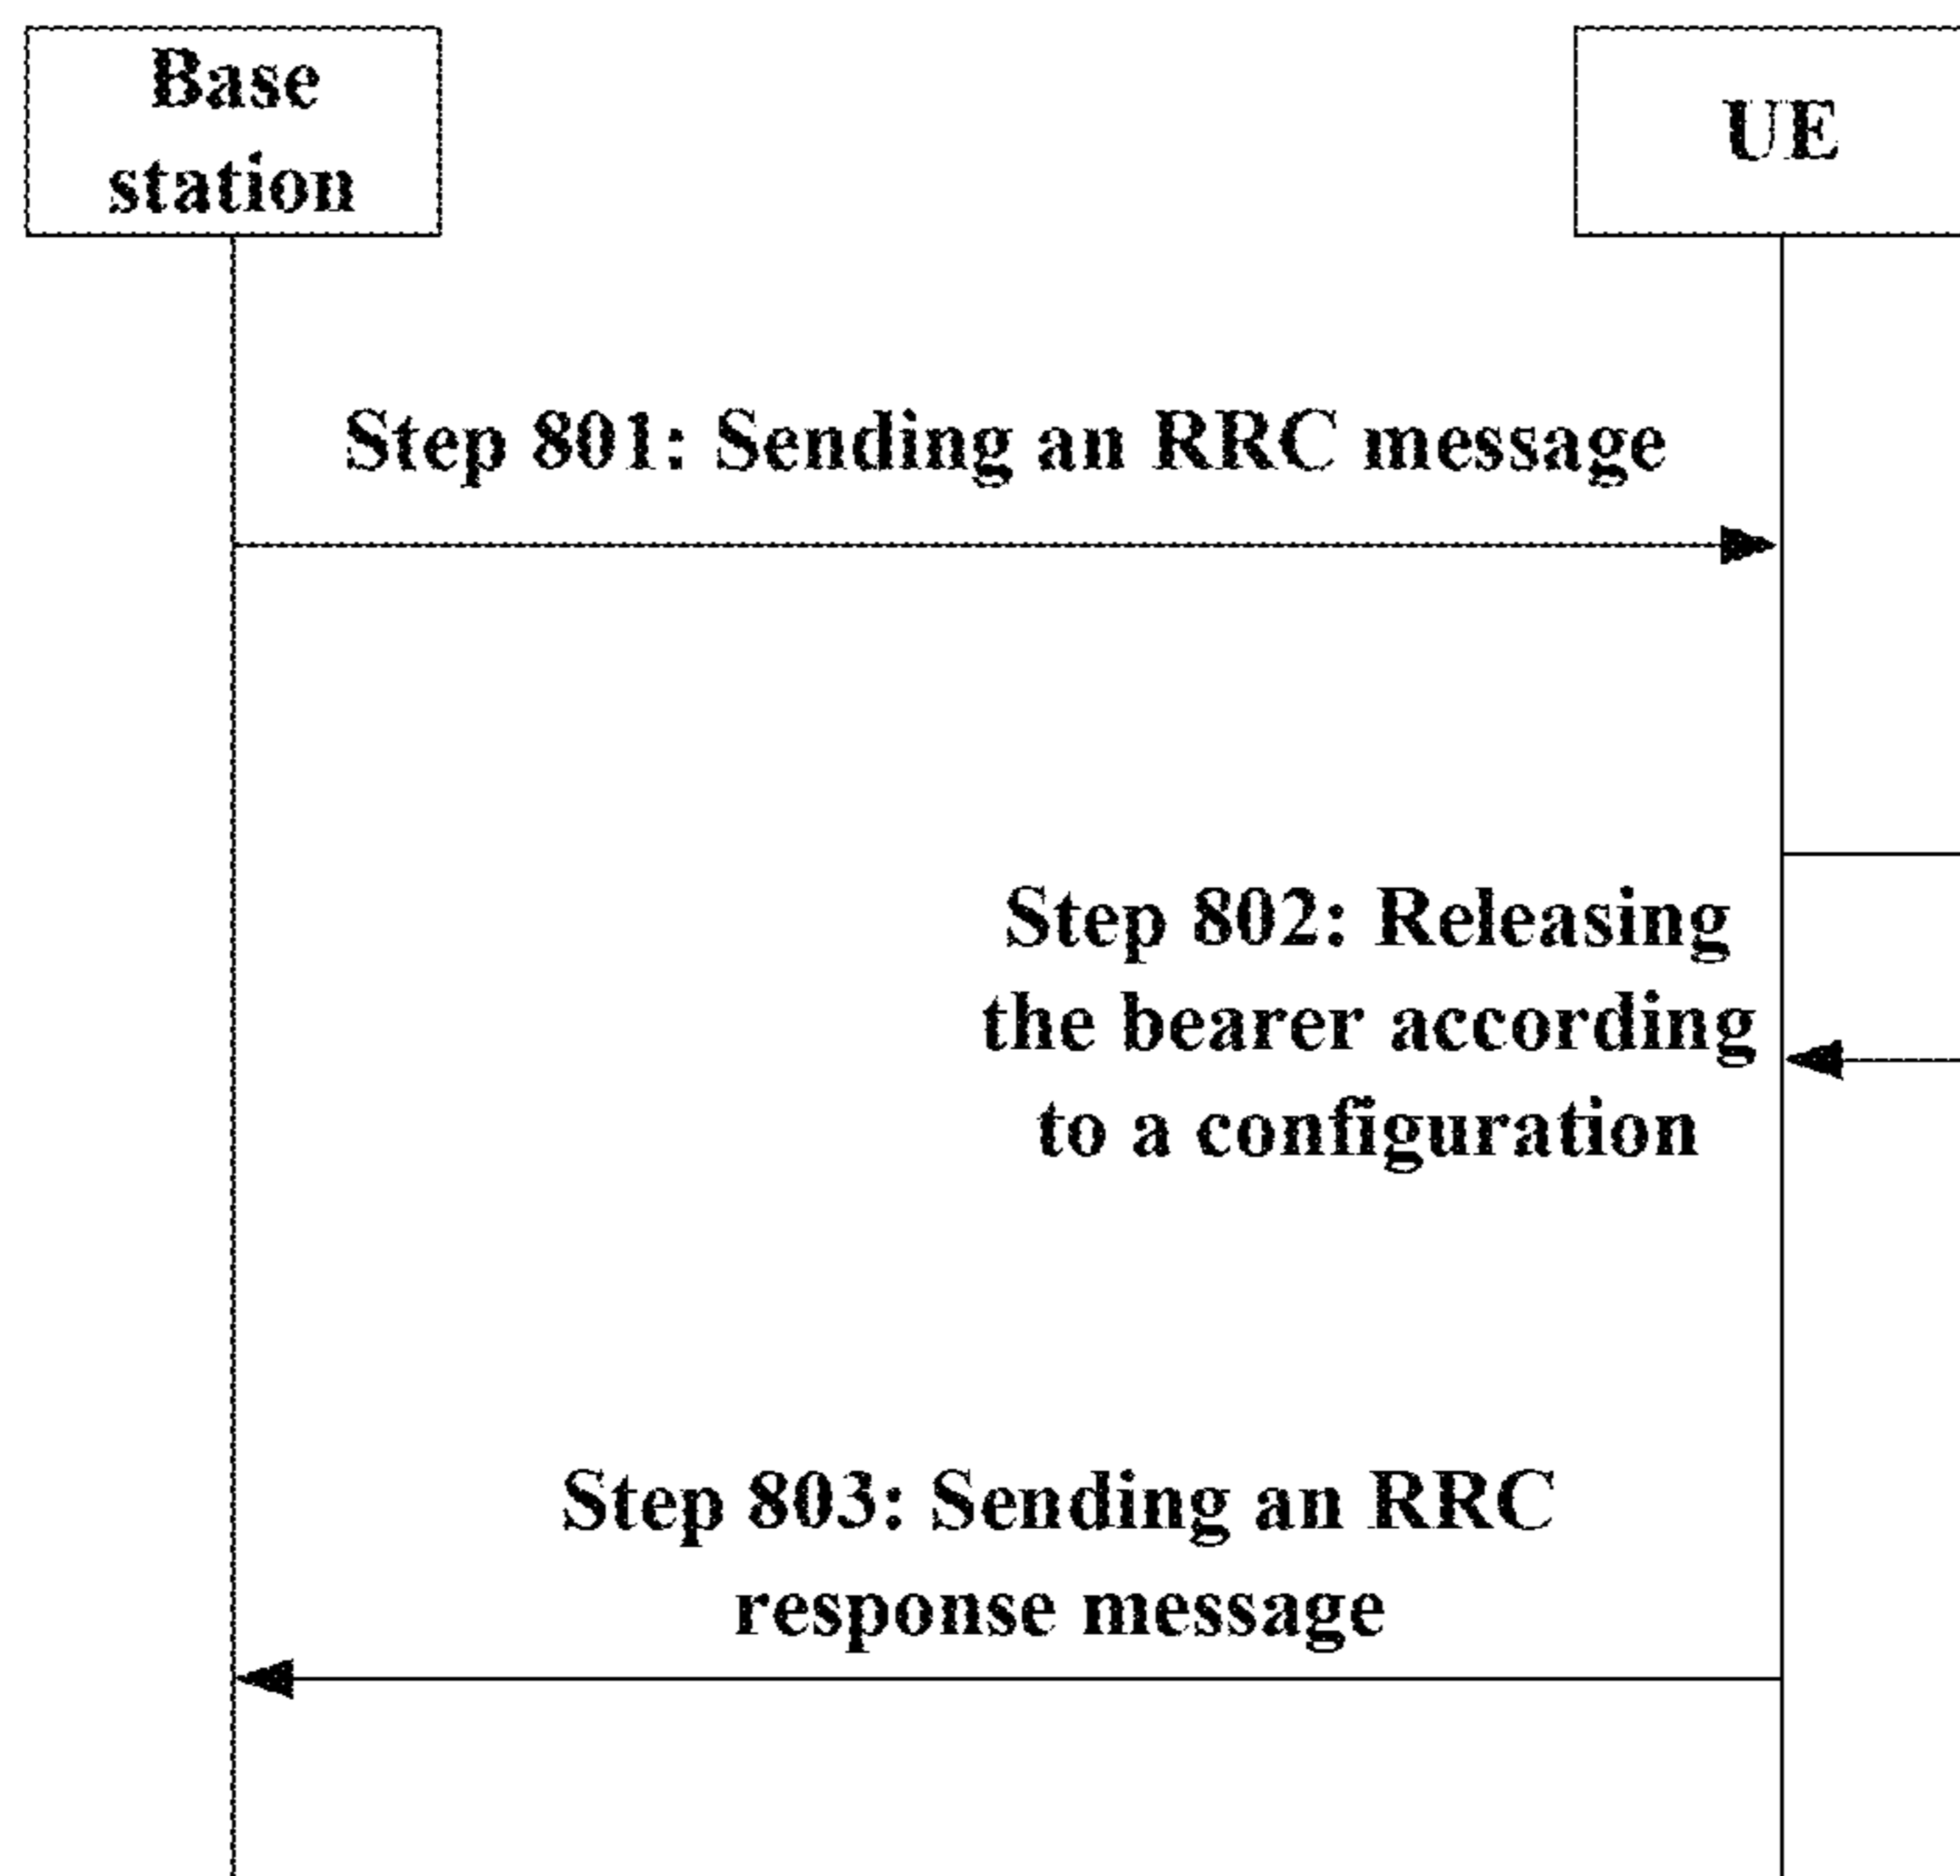 Base
station
UE
Step 801: Sending an RRC message
Step 802: Releasing
the bearer according
to a configuration
Step 803: Sending an RRC
response message